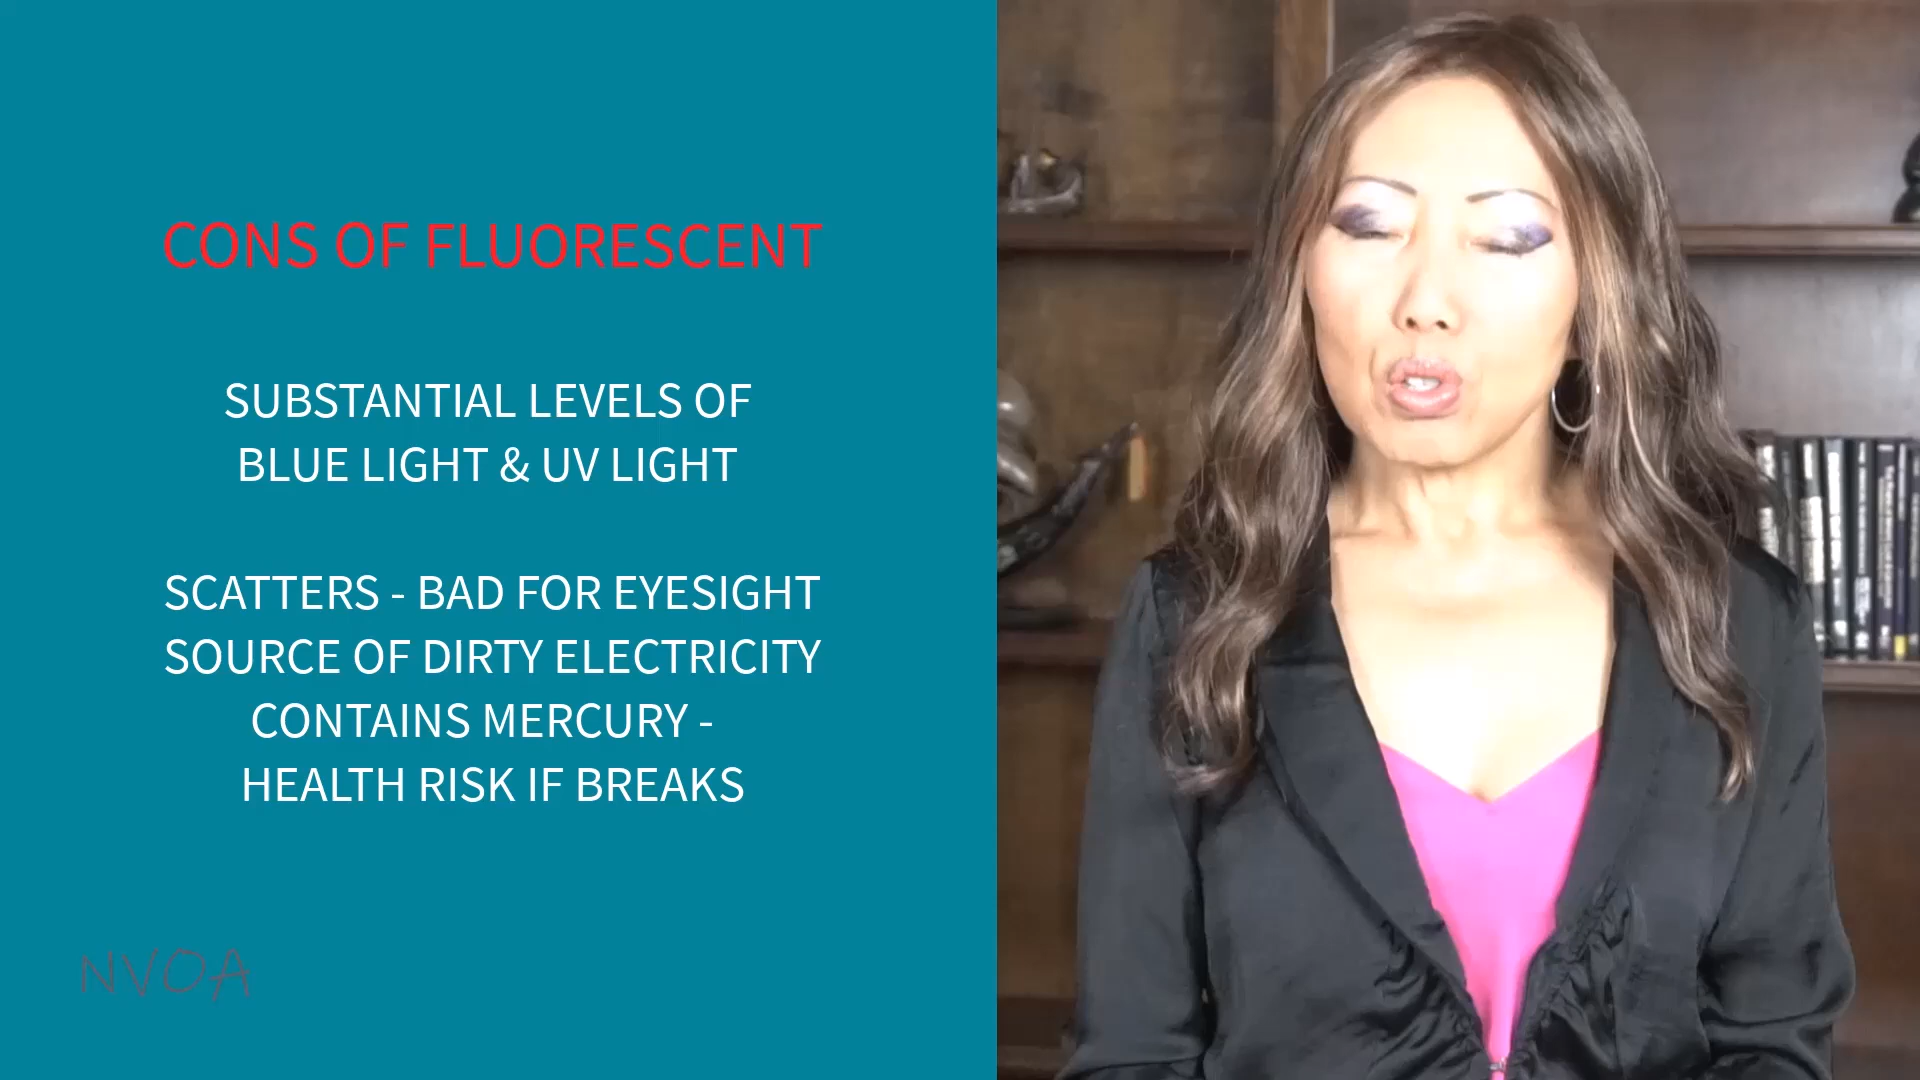 CONS OF FLUORESCENT
SUBSTANTIAL LEVELS OF
BLUE LIGHT & UV LIGHT
SCATTERS - BAD FOR EYESIGHT
SOURCE OF DIRTY ELECTRICITY
CONTAINS MERCURY -
HEALTH RISK IF BREAKS
NVOA